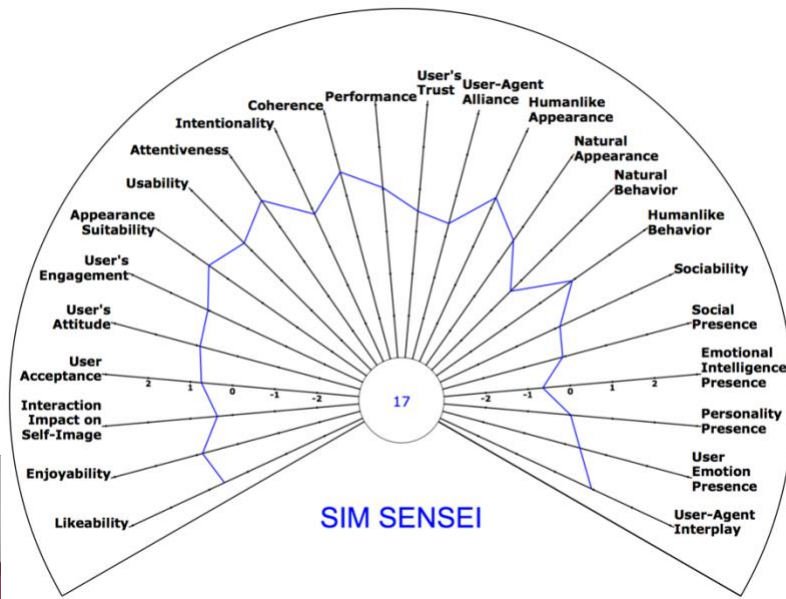 User's
Trust
User-Agent
Alliance
Performance
Coherence
Humanlike
Appearance
Intentionality
Attentiveness
Natural
Appearance
Usability
Natural
Behavior
Appearance
Suitability
Humanlike
Behavior
User's
Engagement
Sociability
User's
Attitude
Social
Presence
User
Acceptance
2 1 0 -1 -2
-2 -1 0 1 2
Emotional
Intelligence
Presence
17
Interaction
Impact on
Self-Image
Personality
Presence
Enjoyability
User
Emotion
Presence
Likeability
User-Agent
Interplay
SIM SENSEI